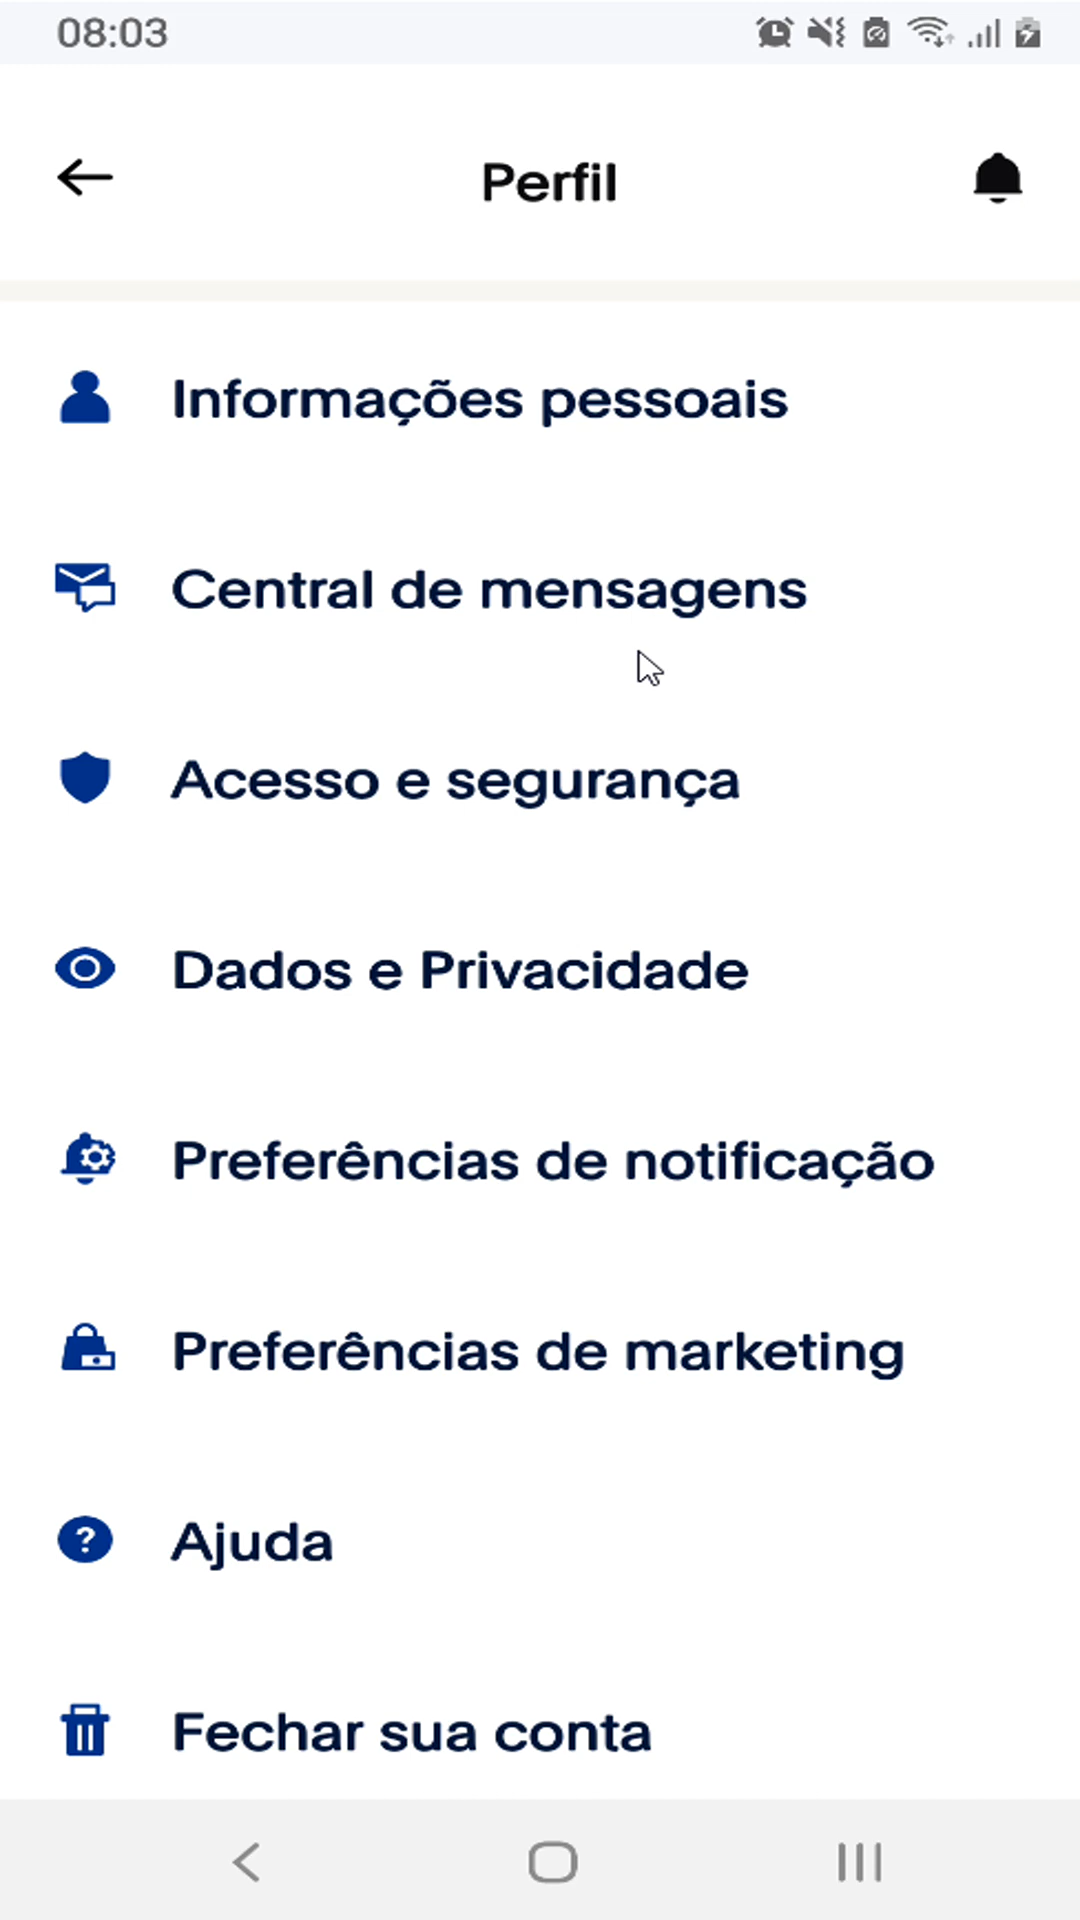 08:03
Perfil
Informações pessoais
Central de mensagens
Acesso e segurança
Dados e Privacidade
Preferências de notificação
Preferências de marketing
Ajuda
Fechar sua conta